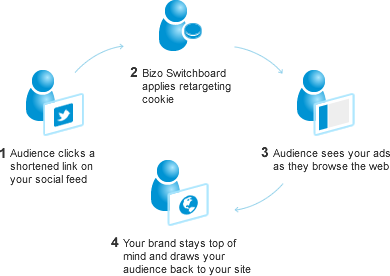 2 Bizo Switchboard
applies retargeting
cookie
1 Audience clicks a
shortened link on
your social feed
3 Audience sees your ads
as they browse the web
4 Your brand stays top of
mind and draws your
audience back to your site